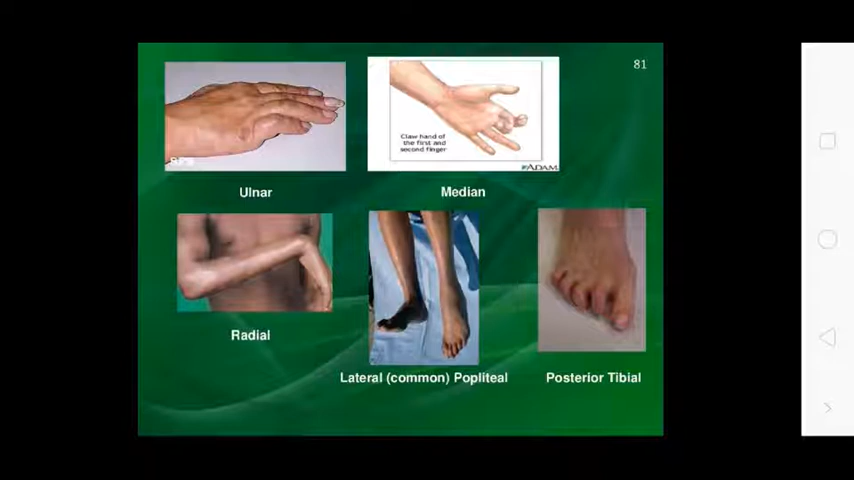 81
Claw hand of
the first and
second finger
ADAM
Ulnar
Median
Radial
Lateral (common) Popliteal
Posterior Tibial